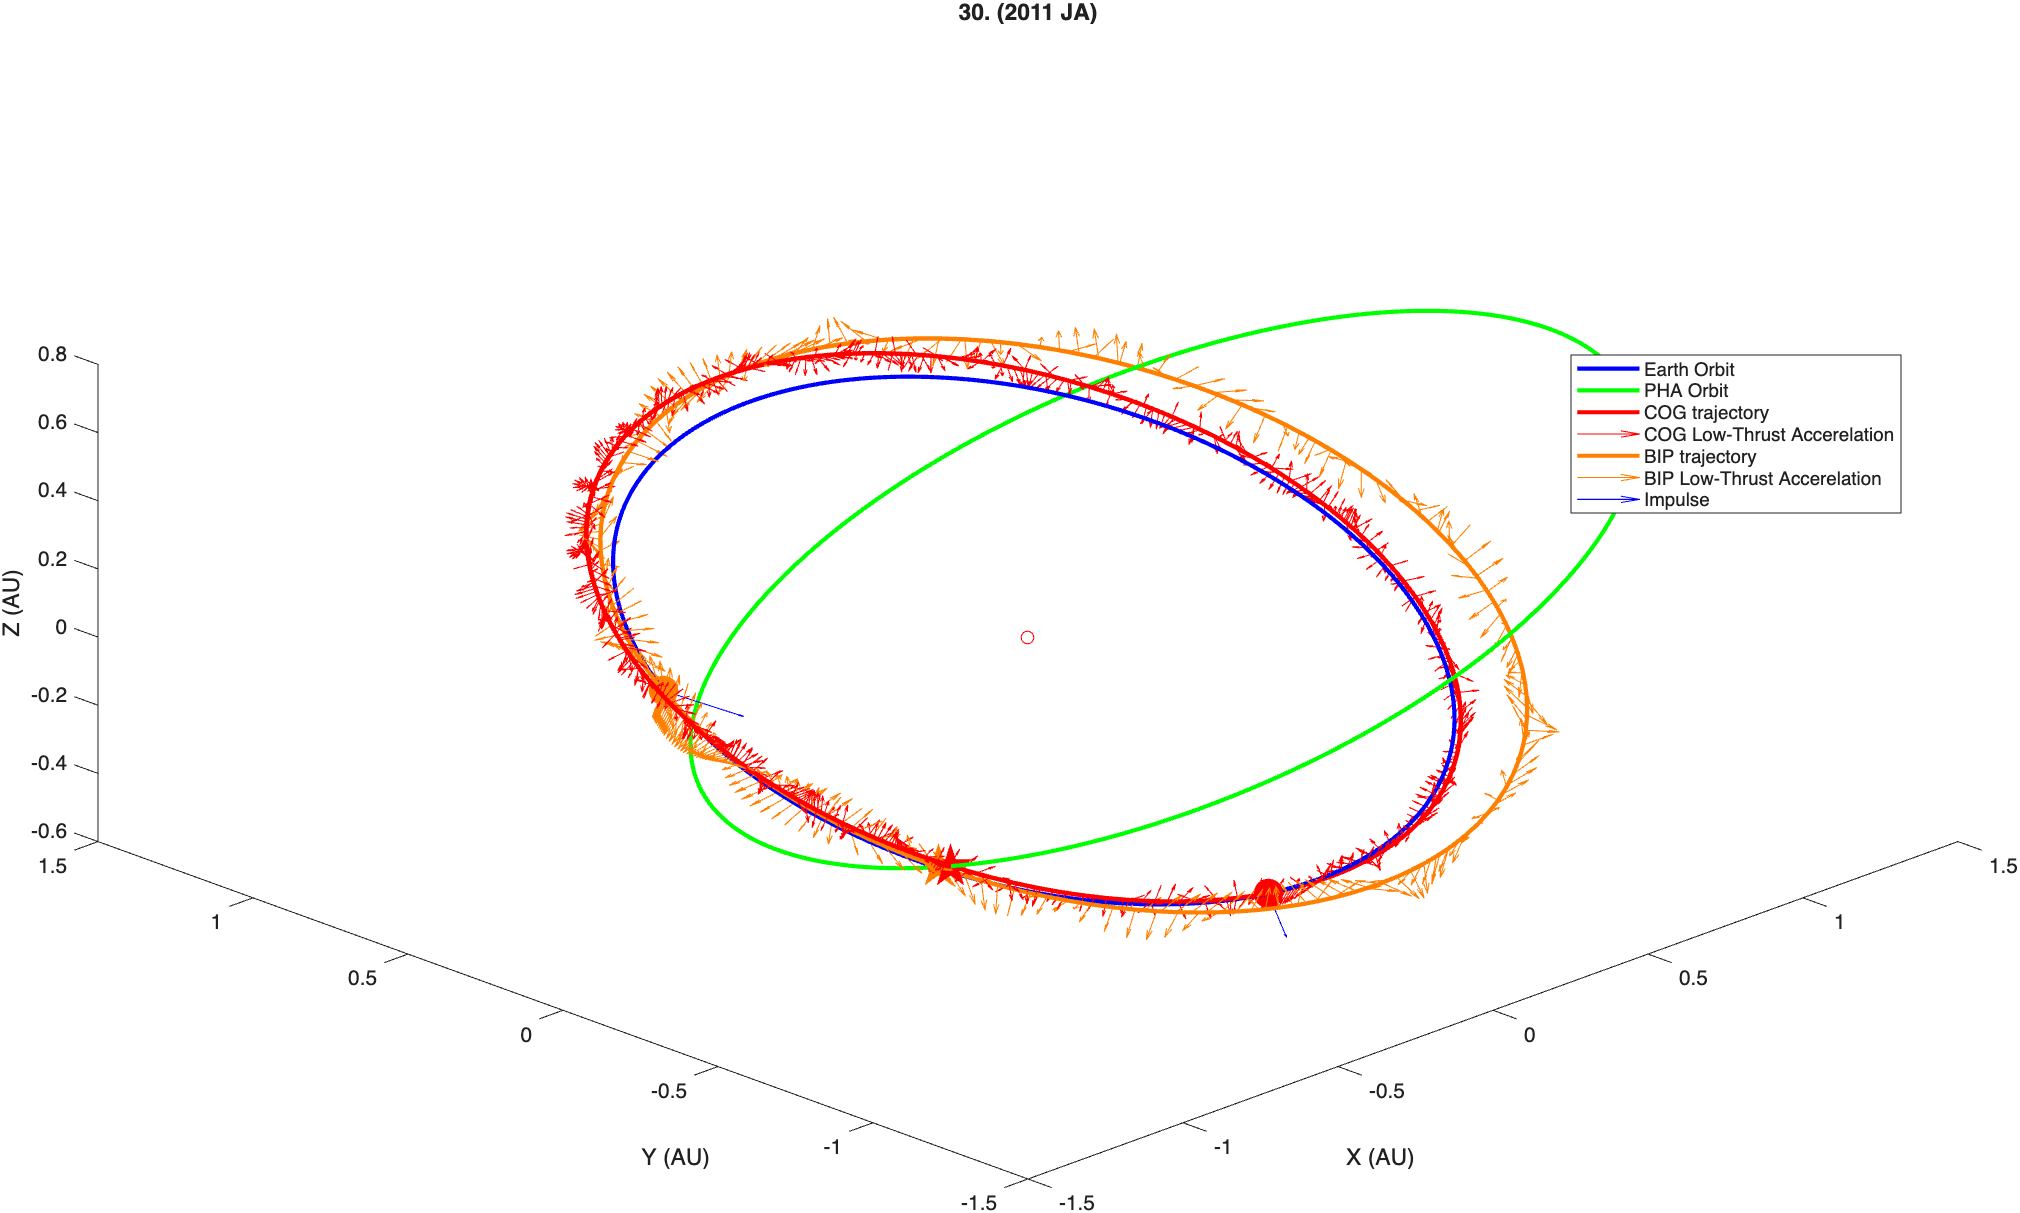 30. (2011 JA)
Earth Orbit
PHA Orbit
COG trajectory
COG Low-Thrust Accerelation
BIP trajectory
BIP Low-Thrust Accerelation
Impulse
Z (AU)
0.8
0.6
0.4
0.2
0
-0.2
-0.4
-0.6
1.5
1
0.5
0
-0.5
-1
-1.5
Y (AU)
-1.5
-1
-0.5
0
0.5
1
1.5
X (AU)